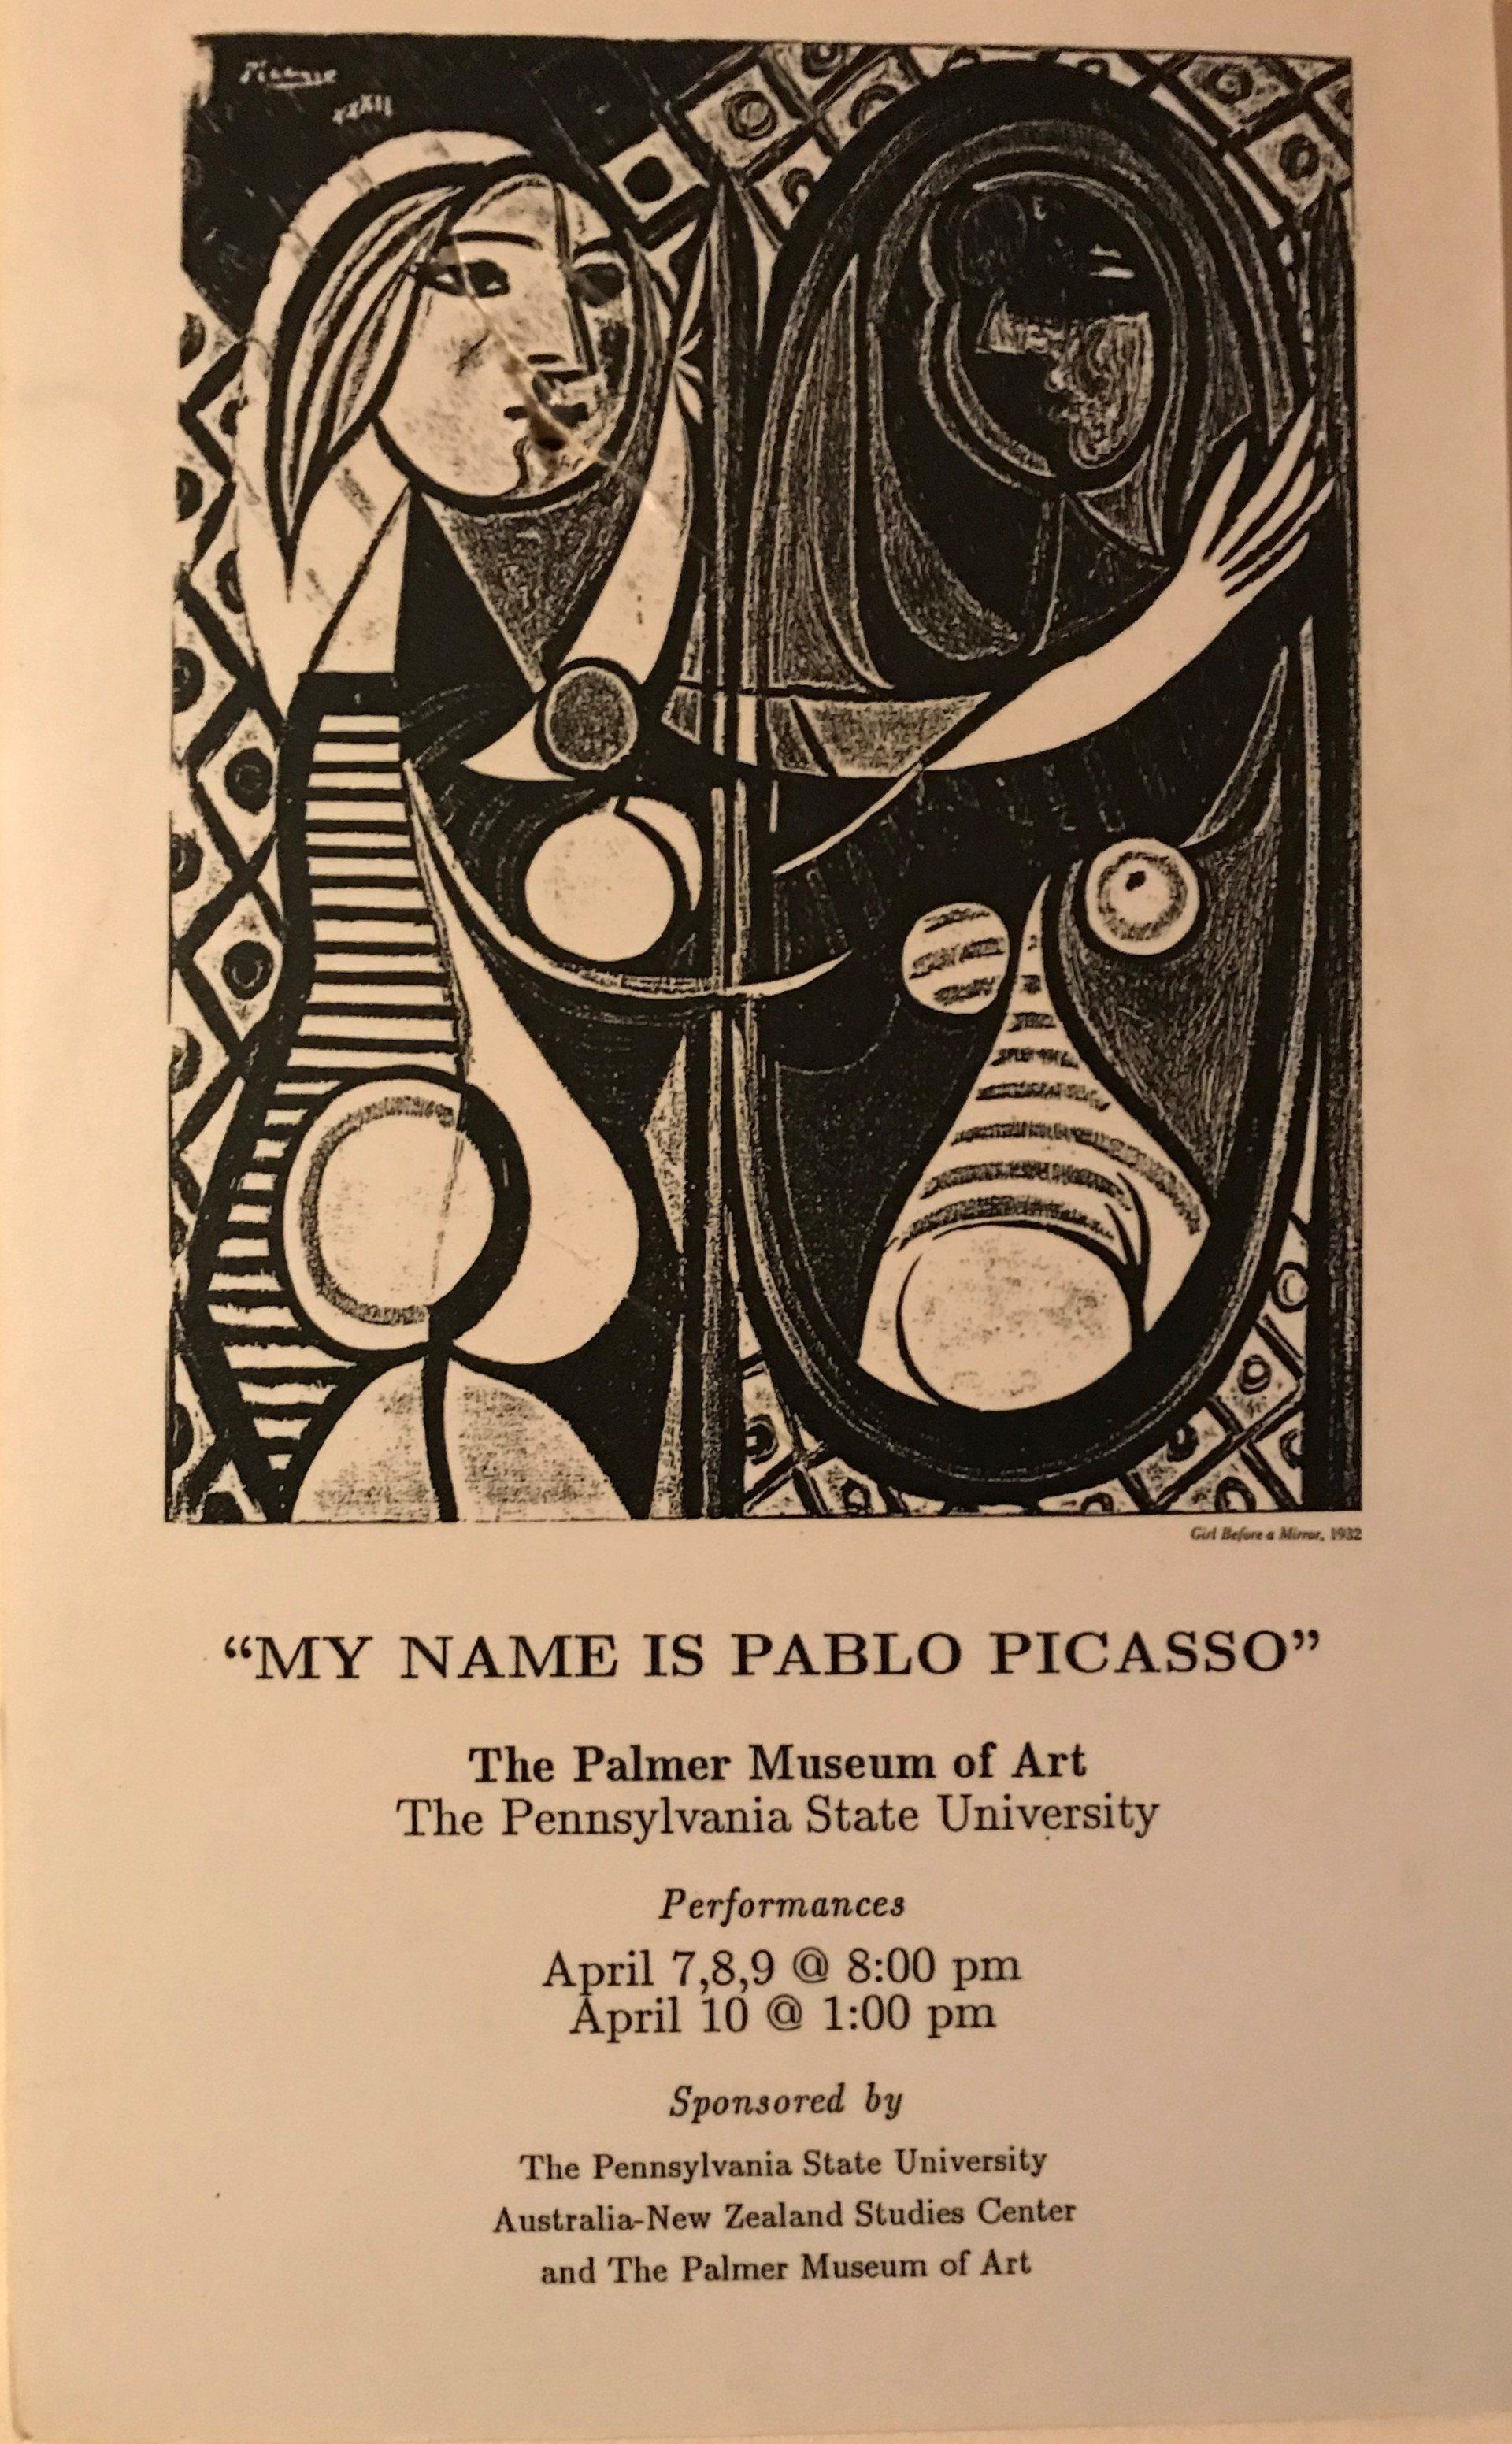 Picasso
XXXII
Girl Before a Mirror, 1932
“MY NAME IS PABLO PICASSO”
The Palmer Museum of Art
The Pennsylvania State University
Performances
April 7,8,9 @ 8:00 pm
April 10 @ 1:00 pm
Sponsored by
The Pennsylvania State University
Australia-New Zealand Studies Center
and The Palmer Museum of Art